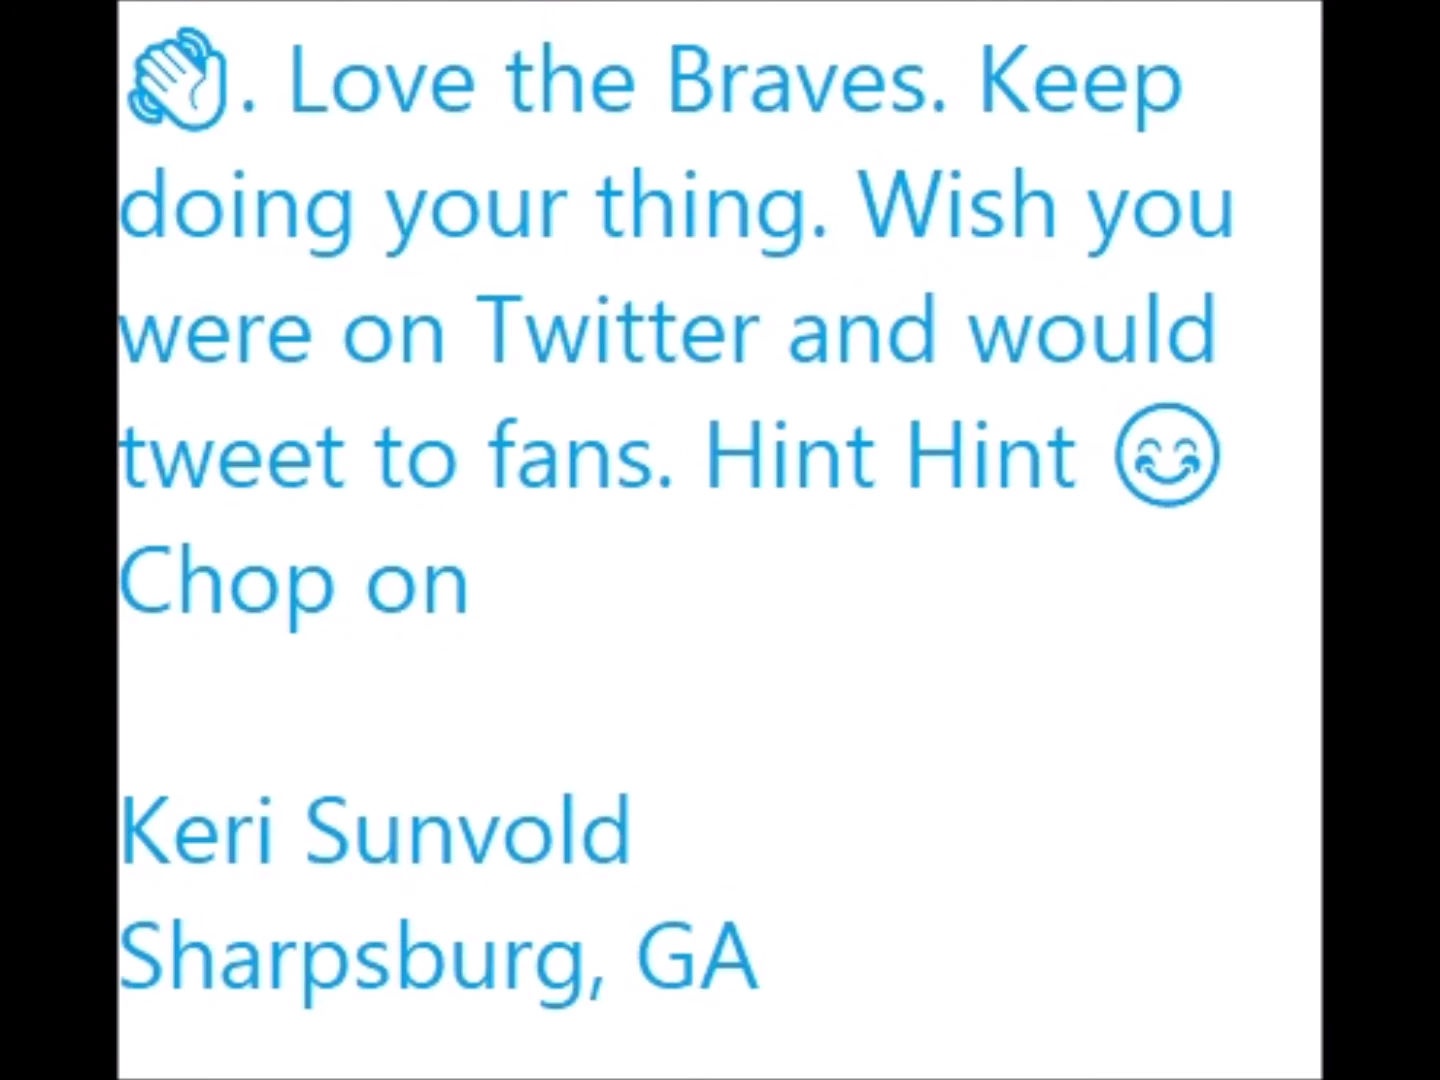 👏. Love the Braves. Keep
doing your thing. Wish you
were on Twitter and would
tweet to fans. Hint Hint 😊
Chop on
Keri Sunvold
Sharpsburg, GA